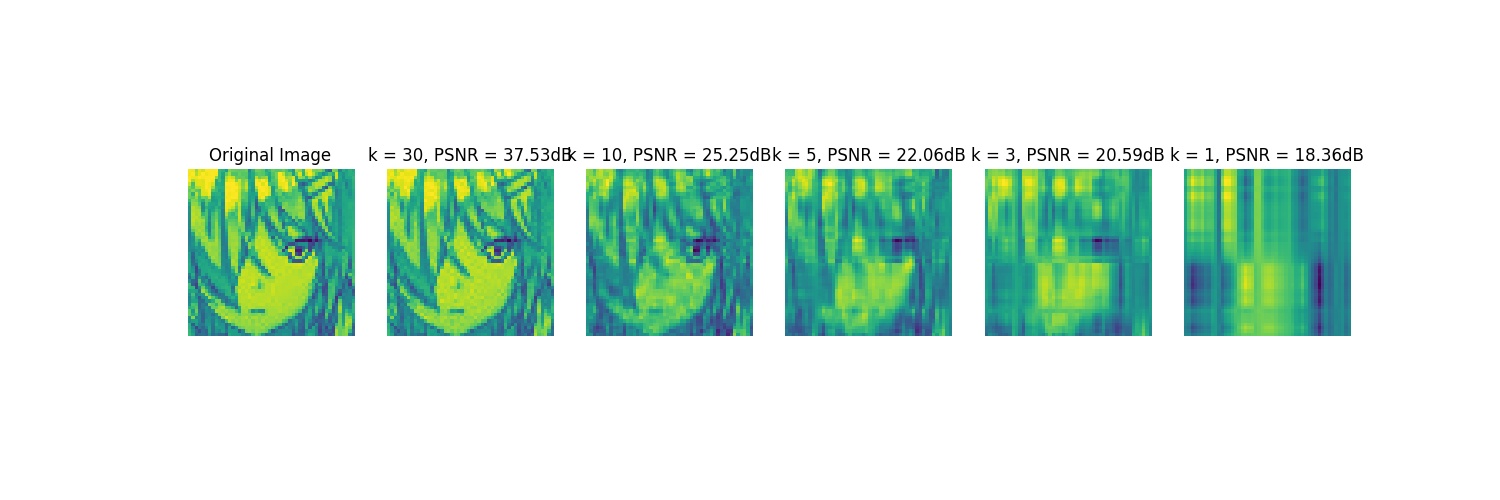 Original Image
k = 30, PSNR = 37.53dB
k = 10, PSNR = 25.25dB
k = 5, PSNR = 22.06dB
k = 3, PSNR = 20.59dB
k = 1, PSNR = 18.36dB